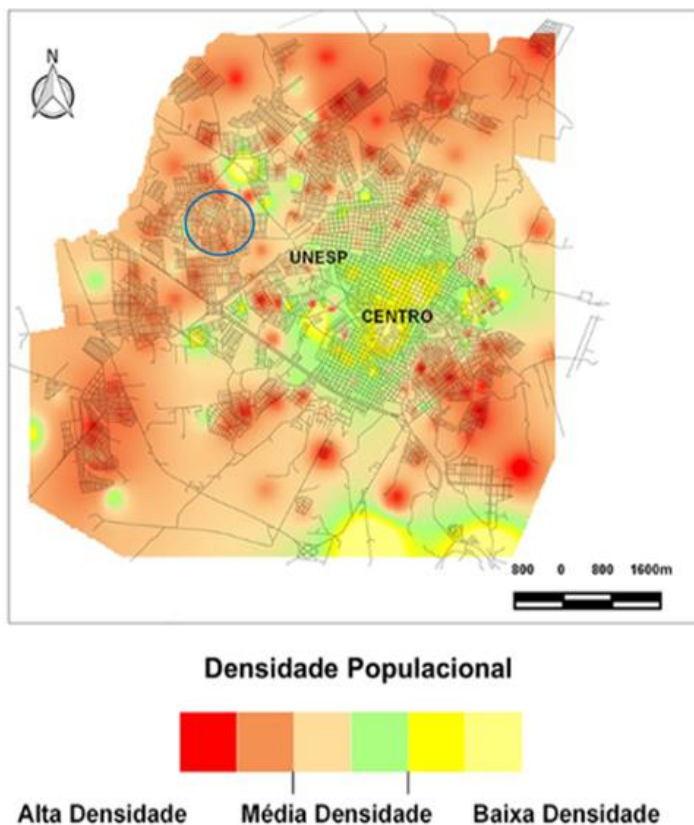 N
UNESP
CENTRO
800 0 800 1600m
Densidade Populacional
Alta Densidade Média Densidade Baixa Densidade